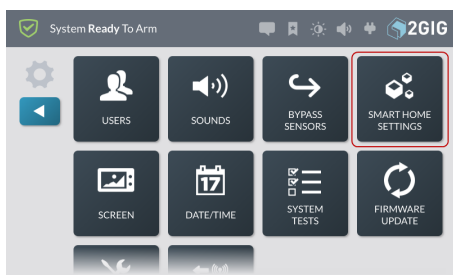 System Ready To Arm
2GIG
USERS
SOUNDS
BYPASS
SENSORS
SMART HOME
SETTINGS
SCREEN
17
DATE/TIME
SYSTEM
TESTS
FIRMWARE
UPDATE